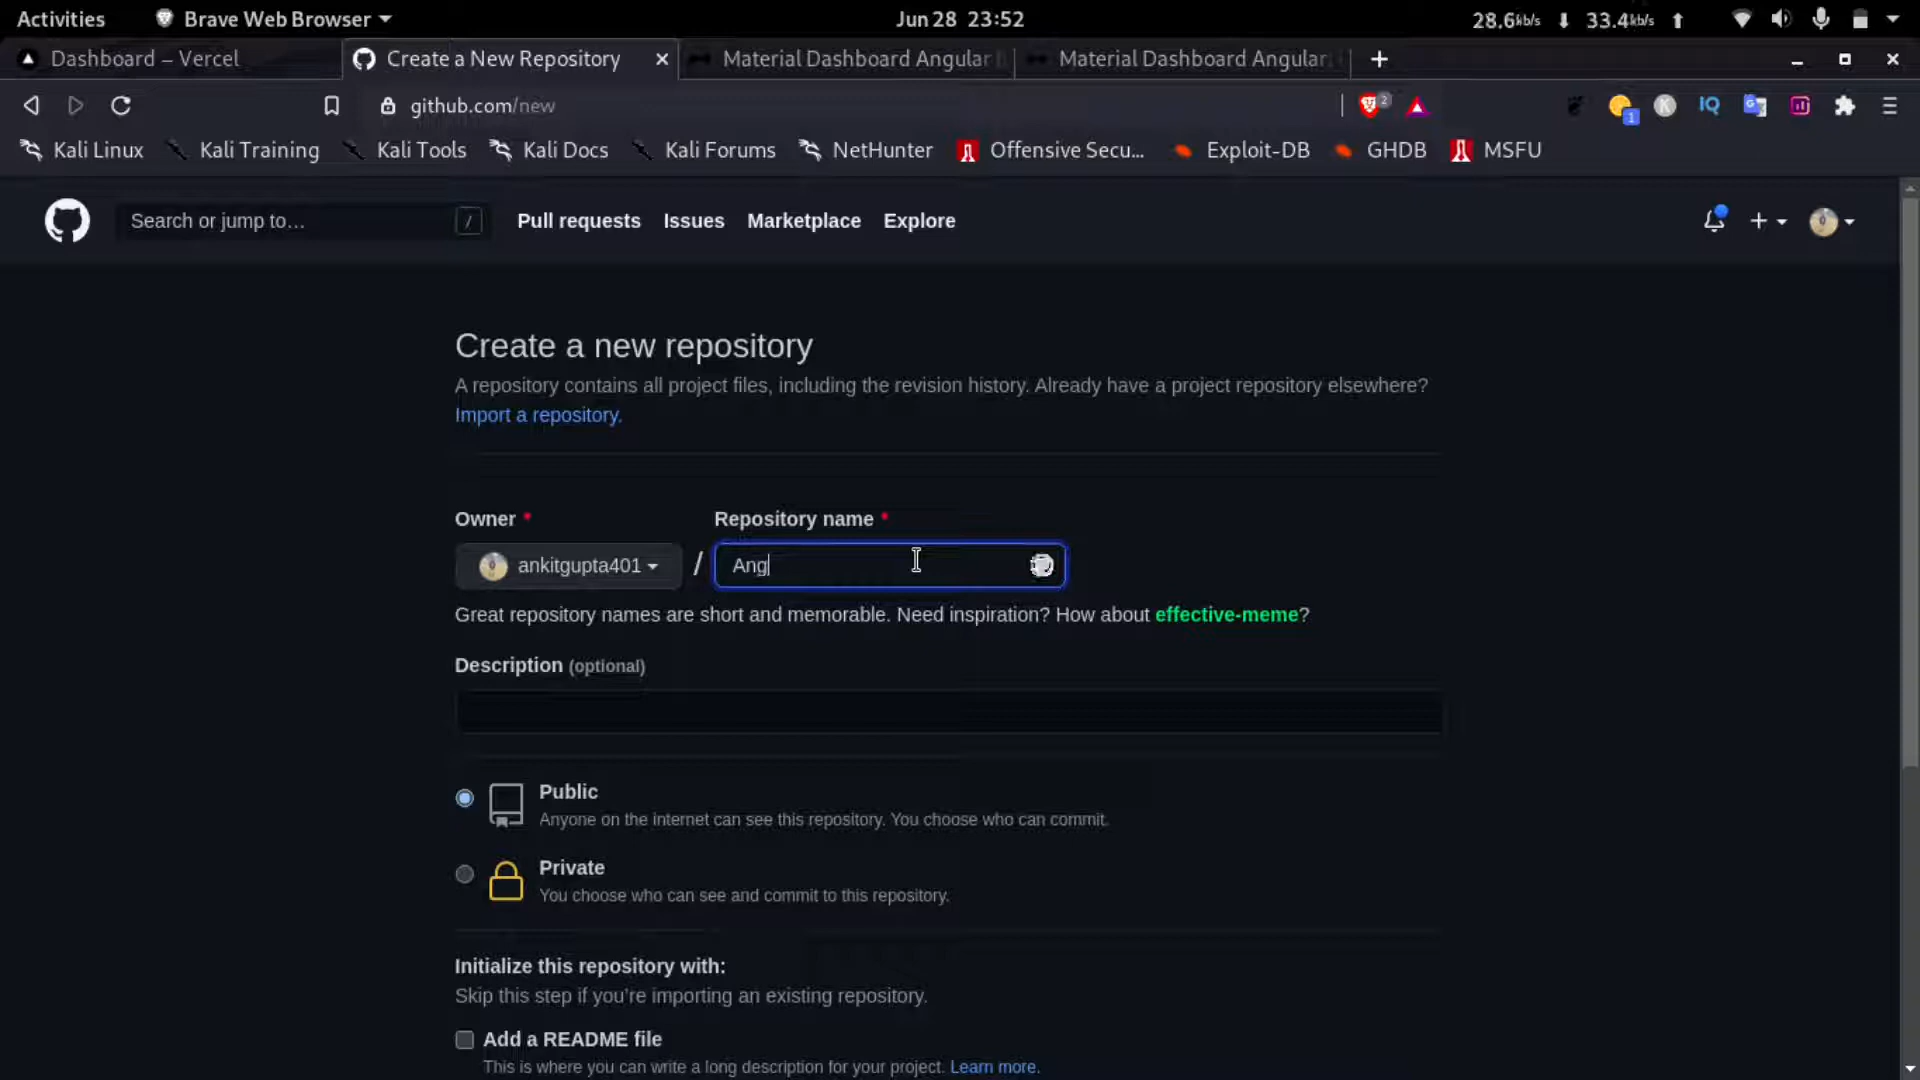 Activities Brave Web Browser Jun 28 23:52 28.6kb/s 33.4kb/s
Dashboard – Vercel Create a New Repository Material Dashboard Angular Material Dashboard Angular
github.com/new 2 1 IQ
Kali Linux Kali Training Kali Tools Kali Docs Kali Forums NetHunter Offensive Secu... Exploit-DB GHDB MSFU
Search or jump to... / Pull requests Issues Marketplace Explore
Create a new repository
A repository contains all project files, including the revision history. Already have a project repository elsewhere?
Import a repository.
Owner * Repository name *
ankitgupta401 / Ang
Great repository names are short and memorable. Need inspiration? How about effective-meme?
Description (optional)
Public
Anyone on the internet can see this repository. You choose who can commit.
Private
You choose who can see and commit to this repository.
Initialize this repository with:
Skip this step if you're importing an existing repository.
Add a README file
This is where you can write a long description for your project. Learn more.